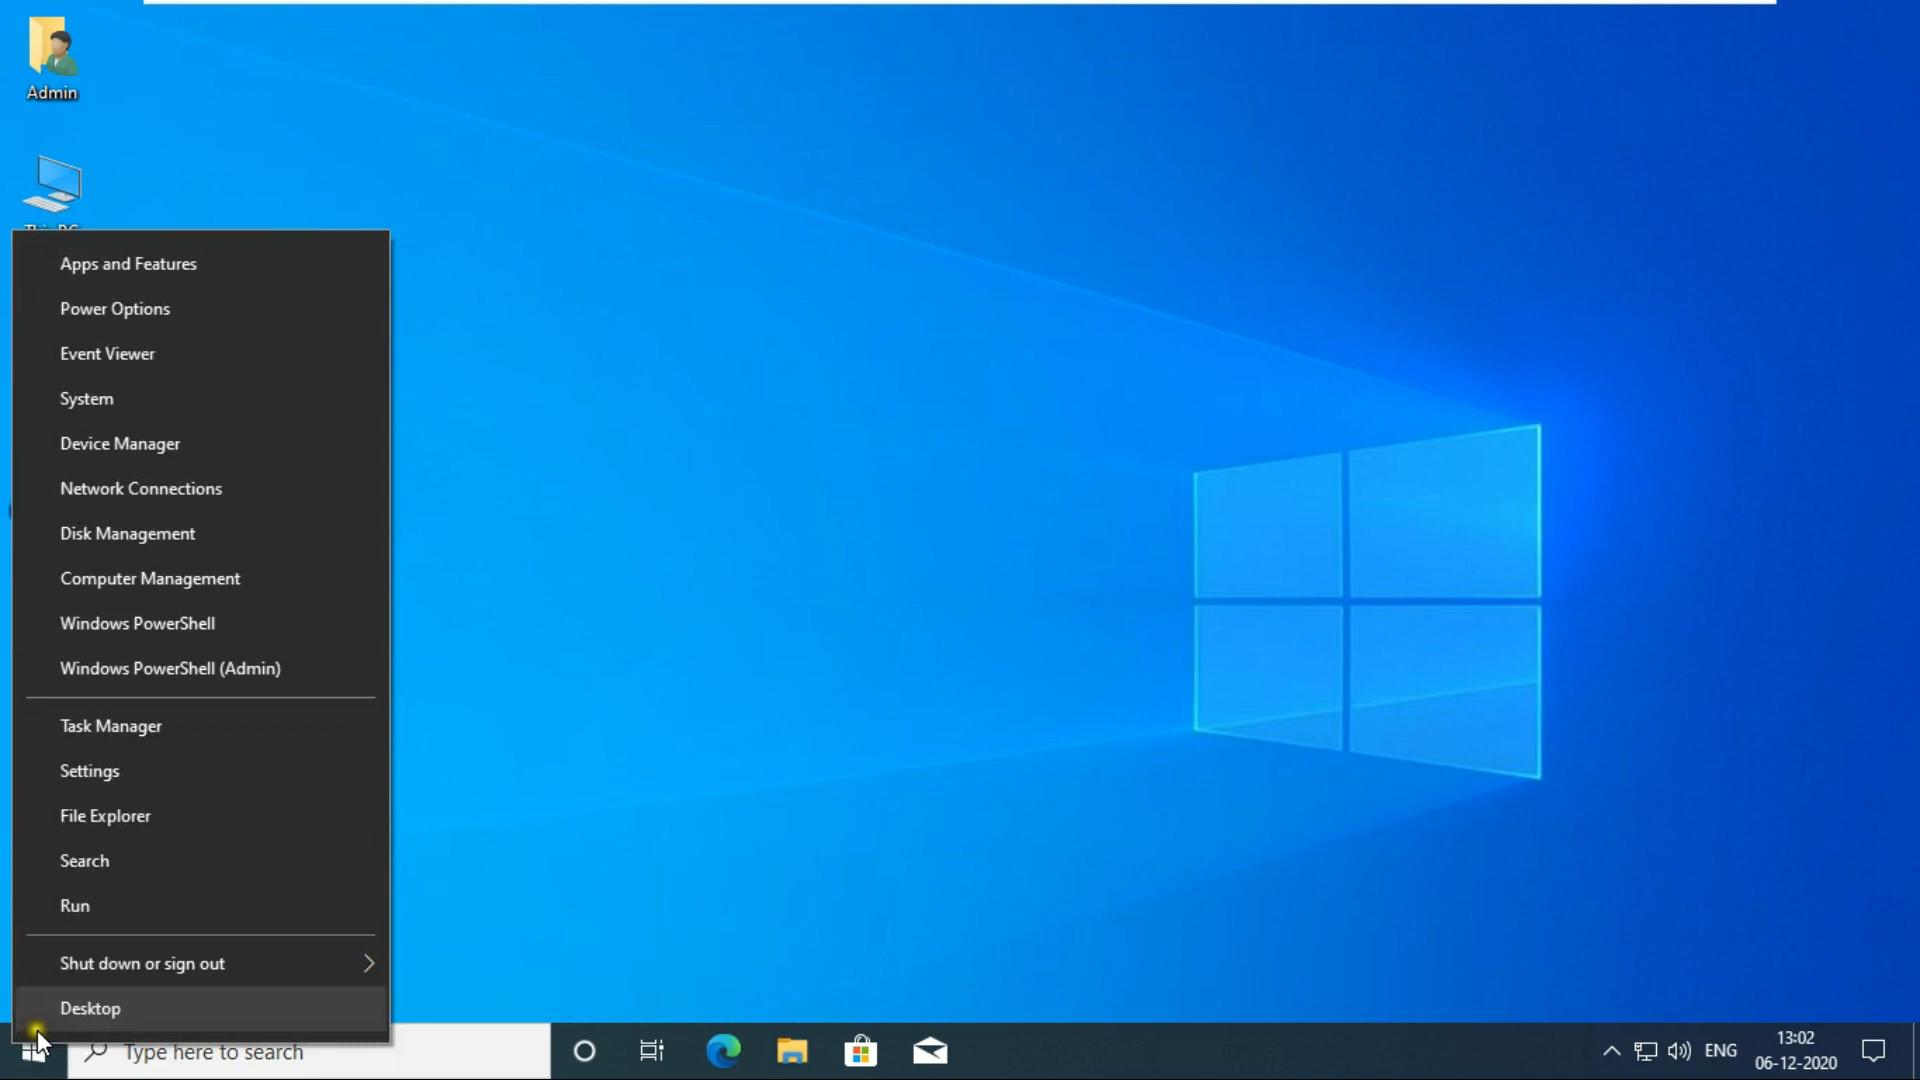 Admin
This PC
Apps and Features
Power Options
Event Viewer
System
Device Manager
Network Connections
Disk Management
Computer Management
Windows PowerShell
Windows PowerShell (Admin)
Task Manager
Settings
File Explorer
Search
Run
Shut down or sign out
Desktop
Type here to search
ENG
13:02
06-12-2020